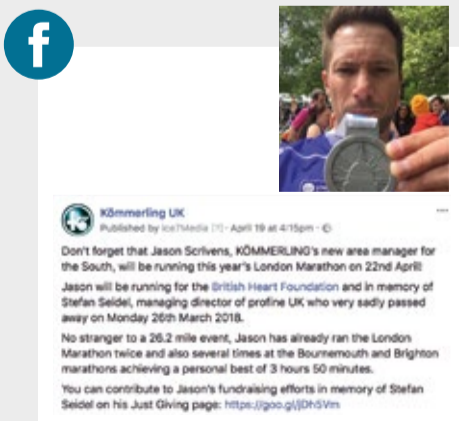 f
Kömmerling UK
Published by Ice7Media [?] · April 19 at 4:15pm ·
Don't forget that Jason Scrivens, KÖMMERLING's new area manager for
the South, will be running this year's London Marathon on 22nd April!
Jason will be running for the British Heart Foundation and in memory of
Stefan Seidel, managing director of profine UK who very sadly passed
away on Monday 26th March 2018.
No stranger to a 26.2 mile event, Jason has already ran the London
Marathon twice and also several times at the Bournemouth and Brighton
marathons achieving a personal best of 3 hours 50 minutes.
You can contribute to Jason's fundraising efforts in memory of Stefan
Seidel on his Just Giving page: